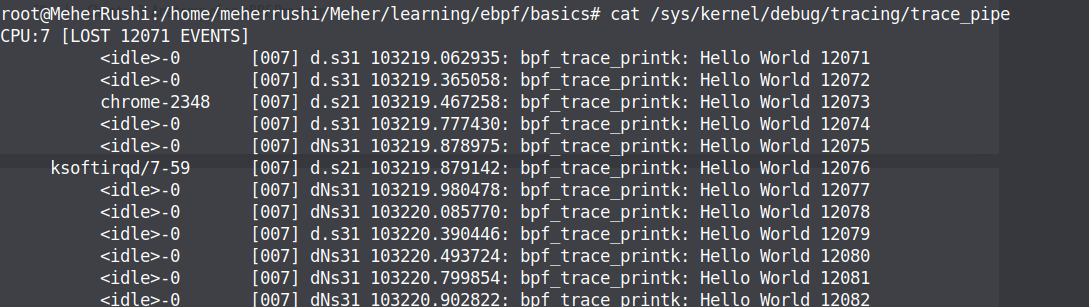 root@MeherRushi:/home/meherrushi/Meher/learning/ebpf/basics# cat /sys/kernel/debug/tracing/trace_pipe
CPU:7 [LOST 12071 EVENTS]
<idle>-0 [007] d.s31 103219.062935: bpf_trace_printk: Hello World 12071
<idle>-0 [007] d.s31 103219.365058: bpf_trace_printk: Hello World 12072
chrome-2348 [007] d.s21 103219.467258: bpf_trace_printk: Hello World 12073
<idle>-0 [007] d.s31 103219.777430: bpf_trace_printk: Hello World 12074
<idle>-0 [007] dNs31 103219.878975: bpf_trace_printk: Hello World 12075
ksoftirqd/7-59 [007] d.s21 103219.879142: bpf_trace_printk: Hello World 12076
<idle>-0 [007] dNs31 103219.980478: bpf_trace_printk: Hello World 12077
<idle>-0 [007] dNs31 103220.085770: bpf_trace_printk: Hello World 12078
<idle>-0 [007] d.s31 103220.390446: bpf_trace_printk: Hello World 12079
<idle>-0 [007] dNs31 103220.493724: bpf_trace_printk: Hello World 12080
<idle>-0 [007] dNs31 103220.799854: bpf_trace_printk: Hello World 12081
<idle>-0 [007] dNs31 103220.902822: bpf_trace_printk: Hello World 12082